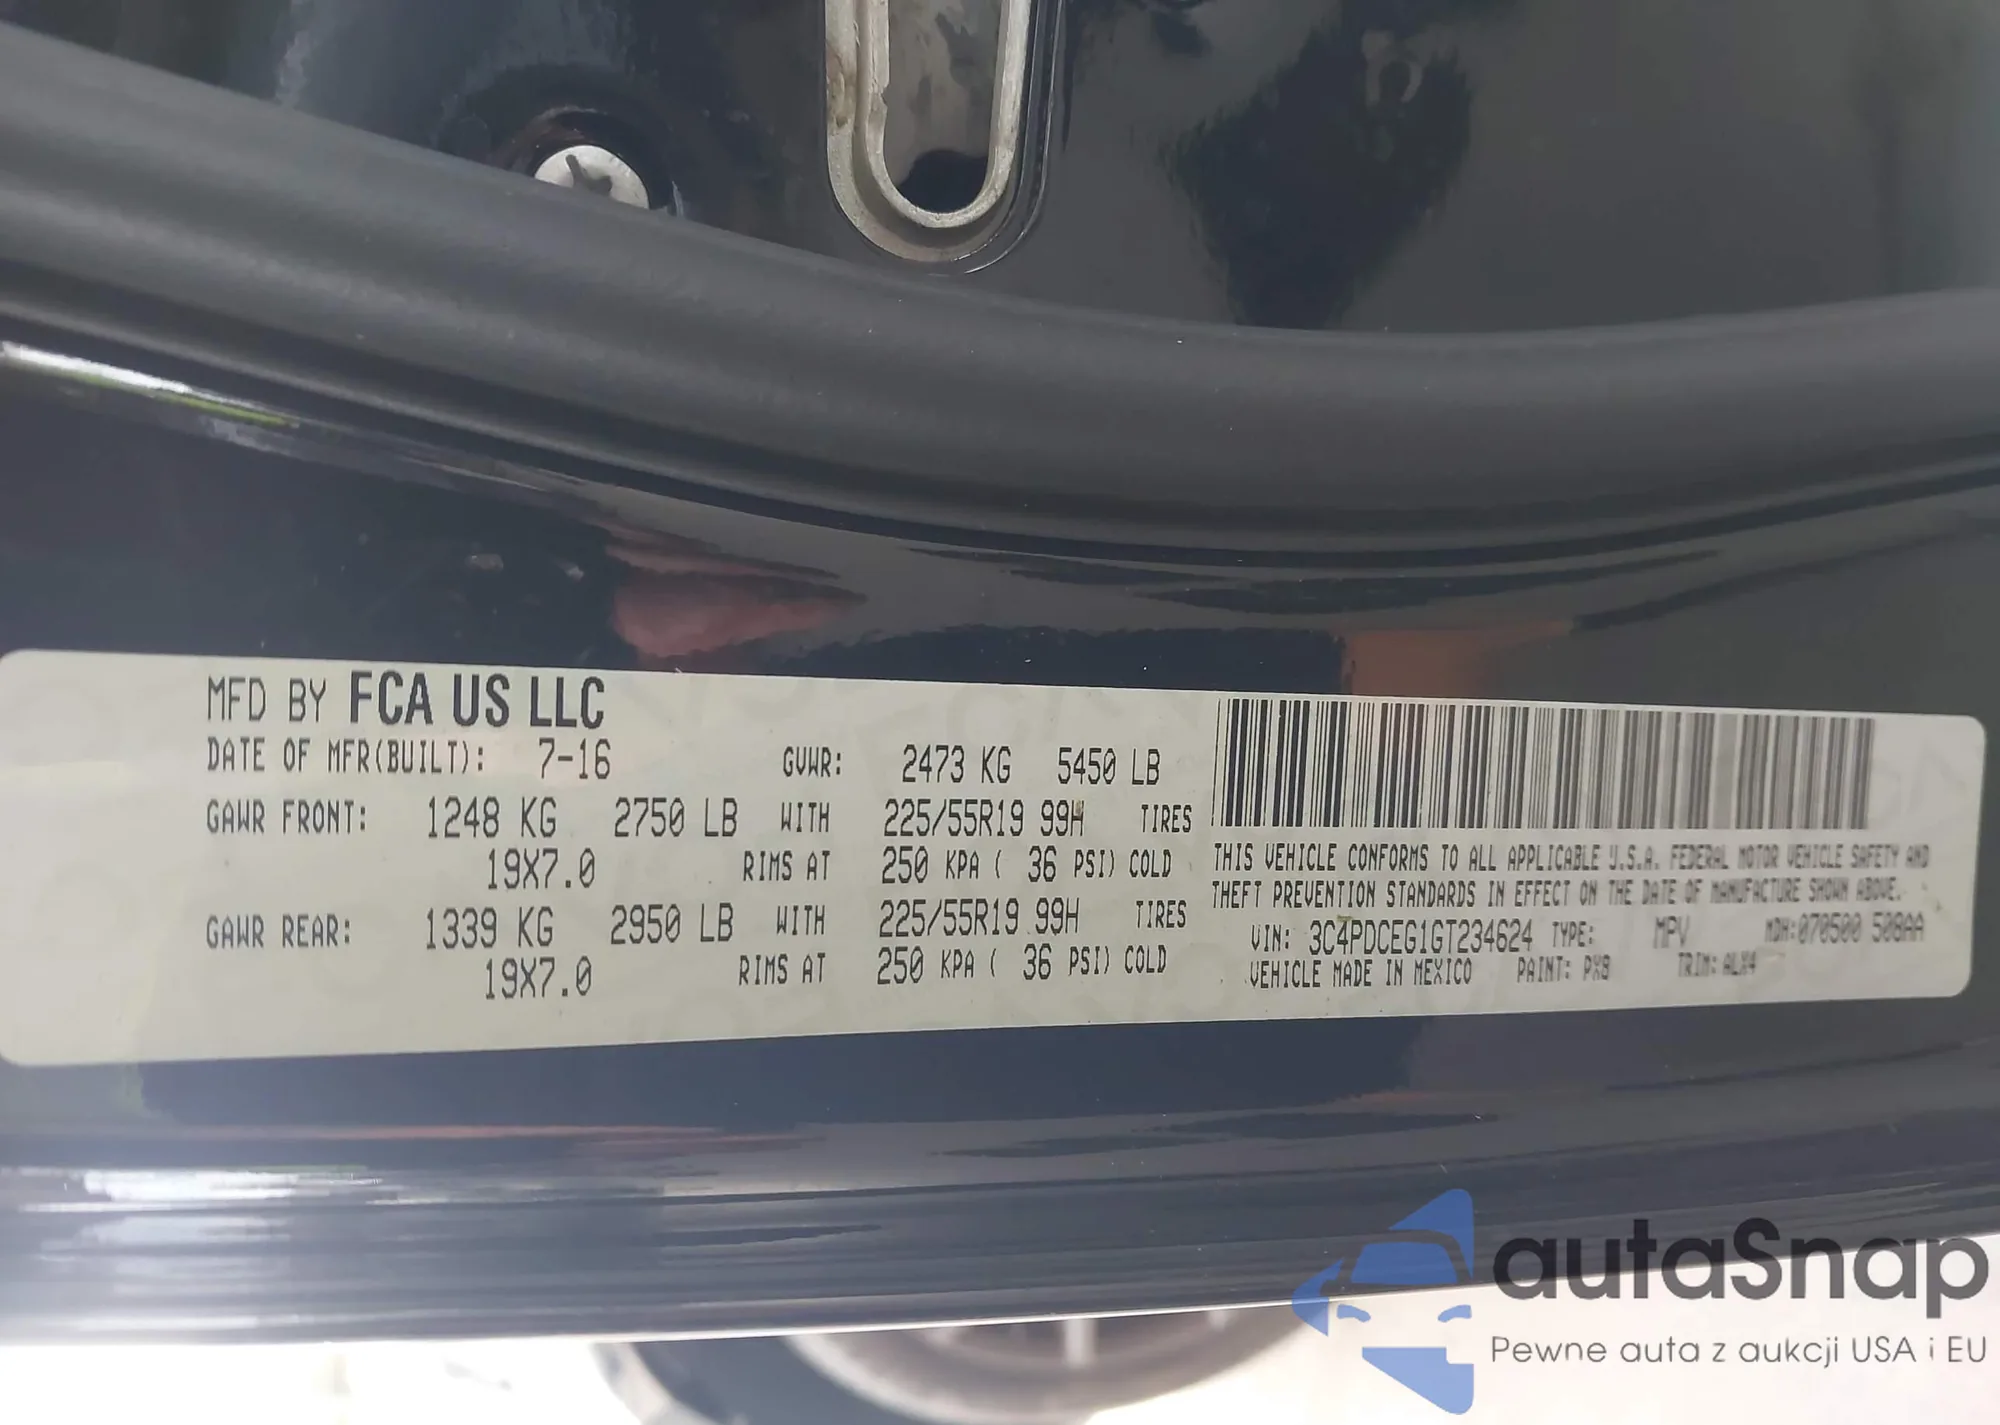 MFD BY FCA US LLC
DATE OF MFR(BUILT): 7-16 GVWR: 2473 KG 5450 LB
GAWR FRONT: 1248 KG 2750 LB WITH 225/55R19 99H TIRES
19X7.0 RIMS AT 250 KPA ( 36 PSI) COLD
GAWR REAR: 1339 KG 2950 LB WITH 225/55R19 99H TIRES
19X7.0 RIMS AT 250 KPA ( 36 PSI) COLD
THIS VEHICLE CONFORMS TO ALL APPLICABLE U.S.A. FEDERAL MOTOR VEHICLE SAFETY AND
THEFT PREVENTION STANDARDS IN EFFECT ON THE DATE OF MANUFACTURE SHOWN ABOVE.
VIN: 3C4PDCEG1GT234624 TYPE: MPV MDH:070500 508AA
VEHICLE MADE IN MEXICO PAINT: PX8 TRIM: ALX4
autaSnap
Pewne auta z aukcji USA i EU